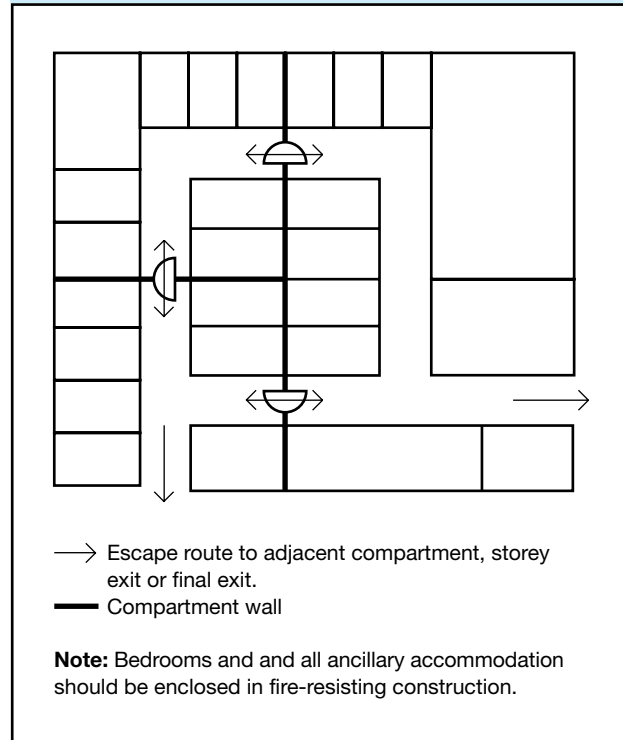 Escape route to adjacent compartment, storey
exit or final exit.
Compartment wall
Note: Bedrooms and and all ancillary accommodation
should be enclosed in fire-resisting construction.